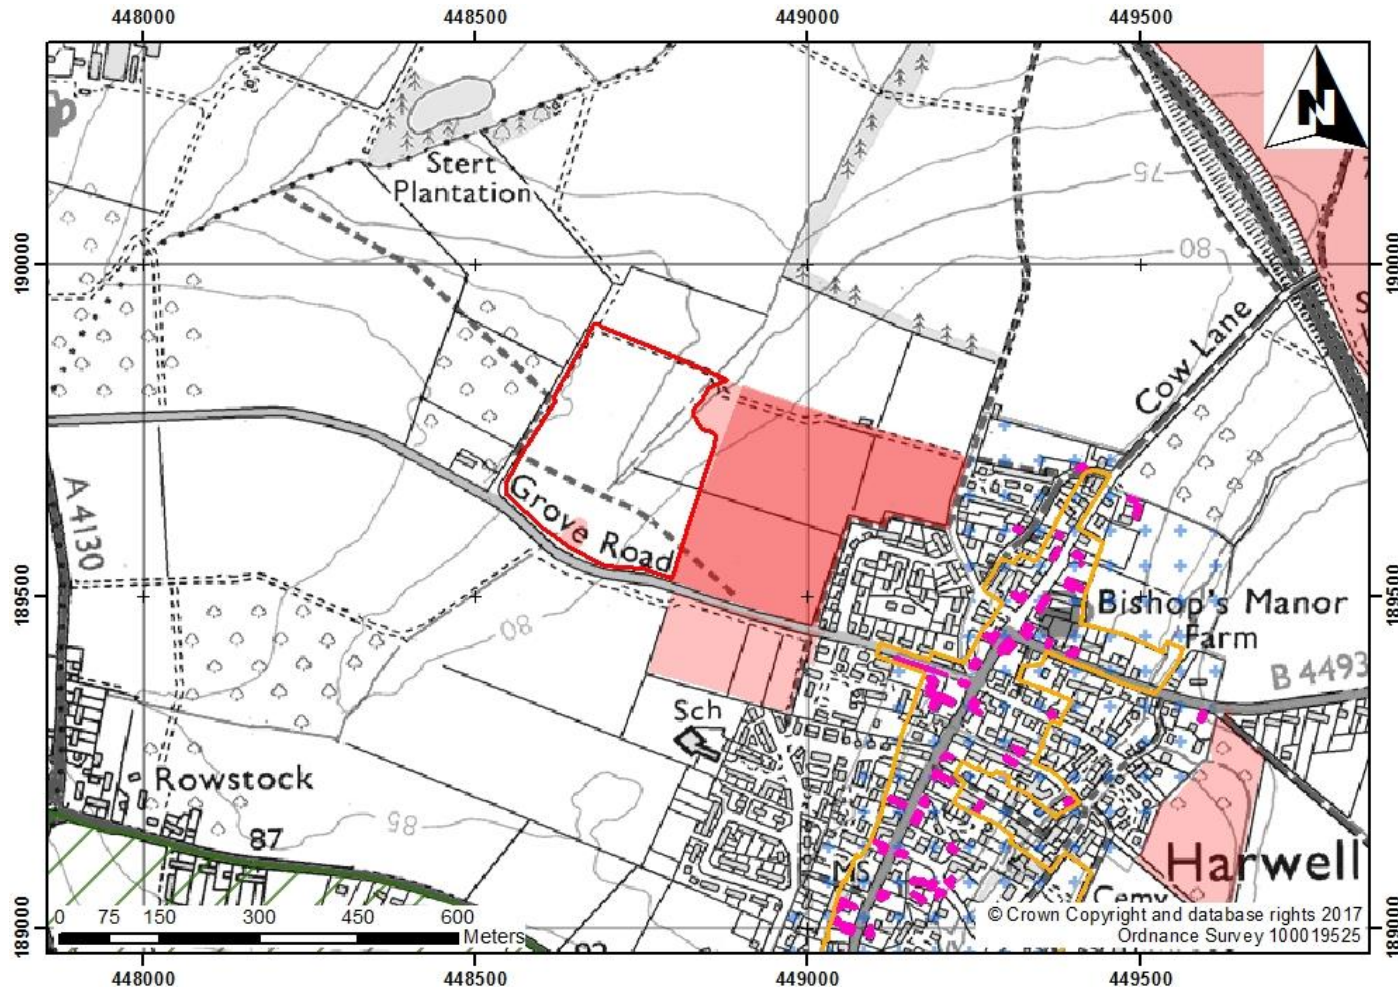 448000 448500 449000 449500
N
75
Stert
Plantation
190000 190000
80
Cow Lane
S
Grove Road
A4130
189500 189500
Bishop's Manor
Farm
80
B 4493
Sch
Rowstock
87
85
Harwell
MS
Cemy
0 75 150 300 450 600
Meters
© Crown Copyright and database rights 2017
Ordnance Survey 100019525
189000 189000
448000 448500 449000 449500